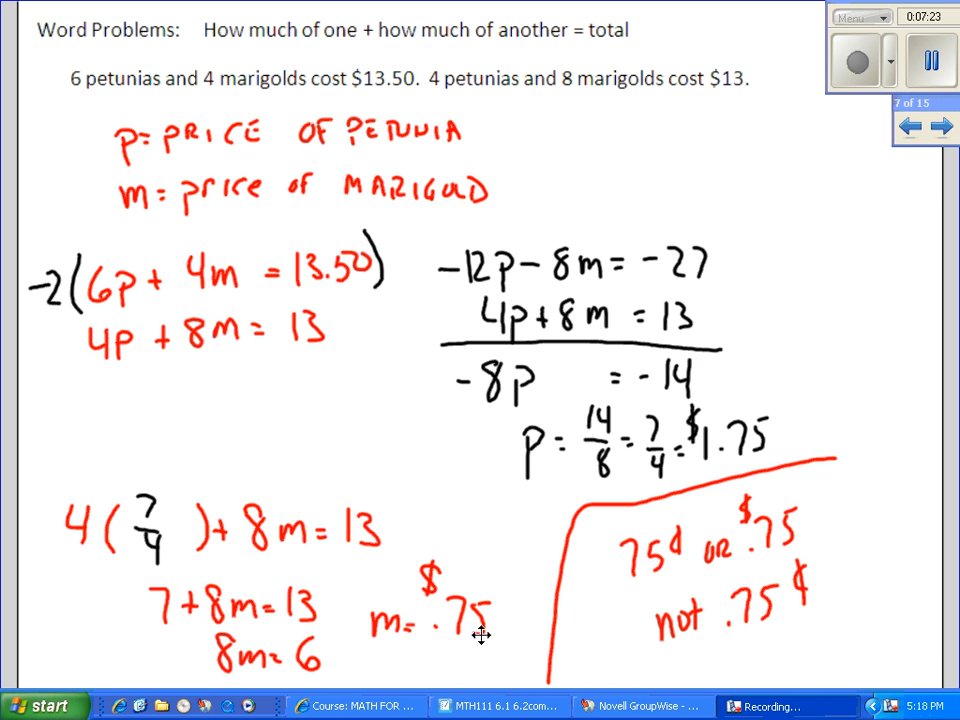 Word Problems: How much of one + how much of another = total
Menu
0:07:23
6 petunias and 4 marigolds cost $13.50. 4 petunias and 8 marigolds cost $13.
7 of 15
p= PRICE OF PETUNIA
m = price of MARIGOLD
-2(6p + 4m = 13.50)
4p + 8m = 13
-12p - 8m = -27
4p + 8m = 13
-8p = -14
p = 14/8 = 7/4 = $1.75
4(7/4) + 8m = 13
7 + 8m = 13
8m = 6
m = $.75
75¢ OR $.75
not .75¢
start
Course: MATH FOR ...
MTH111 6.1 6.2com...
Novell GroupWise - ...
Recording...
5:18 PM